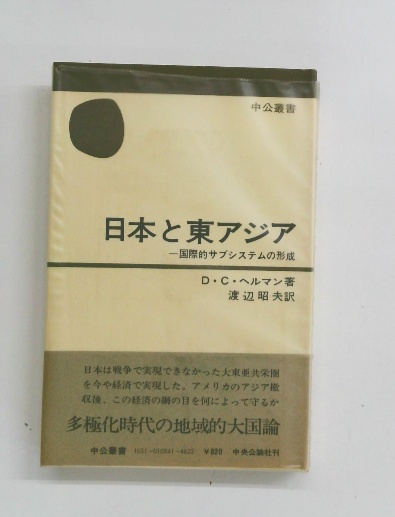 中公叢書
日本と東アジア
―国際的サブシステムの形成
D・C・ヘルマン著
渡辺昭夫訳
日本は戦争で実現できなかった大東亜共栄圏
を今や経済で実現した。アメリカのアジア撤
収後、この経済の網の目を何によって守るか
多極化時代の地域的大国論
中公叢書 1031-010541-4622 ¥820 中央公論社刊